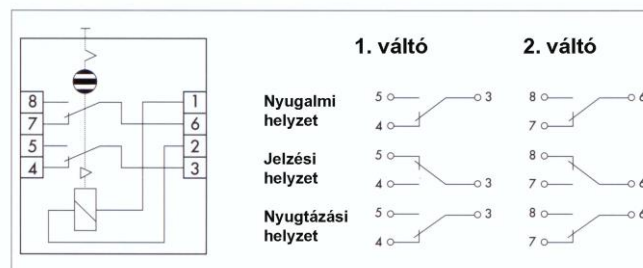 1. váltó 2. váltó
8 1
7 6
5 2
4 3
Nyugalmi helyzet
5 3 8 6
4 7
Jelzési helyzet
5 8
4 3 7 6
Nyugtázási helyzet
5 3 8 6
4 7